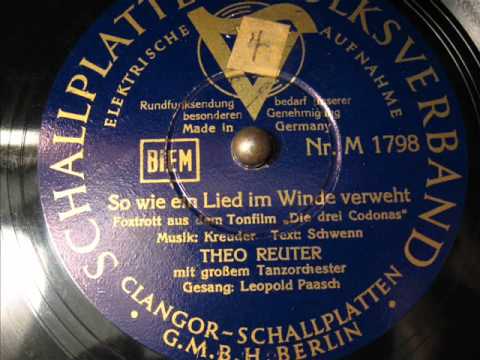 SCHALLPLATTE
VOLKSVERBAND
ELEKTRISCHE
AUFNAHME
4
Rundfunksendung bedarf unserer
besonderen Genehmigung
Made in Germany
BIEM
Nr. M 1798
So wie ein Lied im Winde verweht
Foxtrott aus dem Tonfilm „Die drei Codonas"
Musik: Kreuder Text: Schwenn
THEO REUTER
mit großem Tanzorchester
Gesang: Leopold Paasch
CLANGOR-SCHALLPLATTEN
G.M.B.H. BERLIN